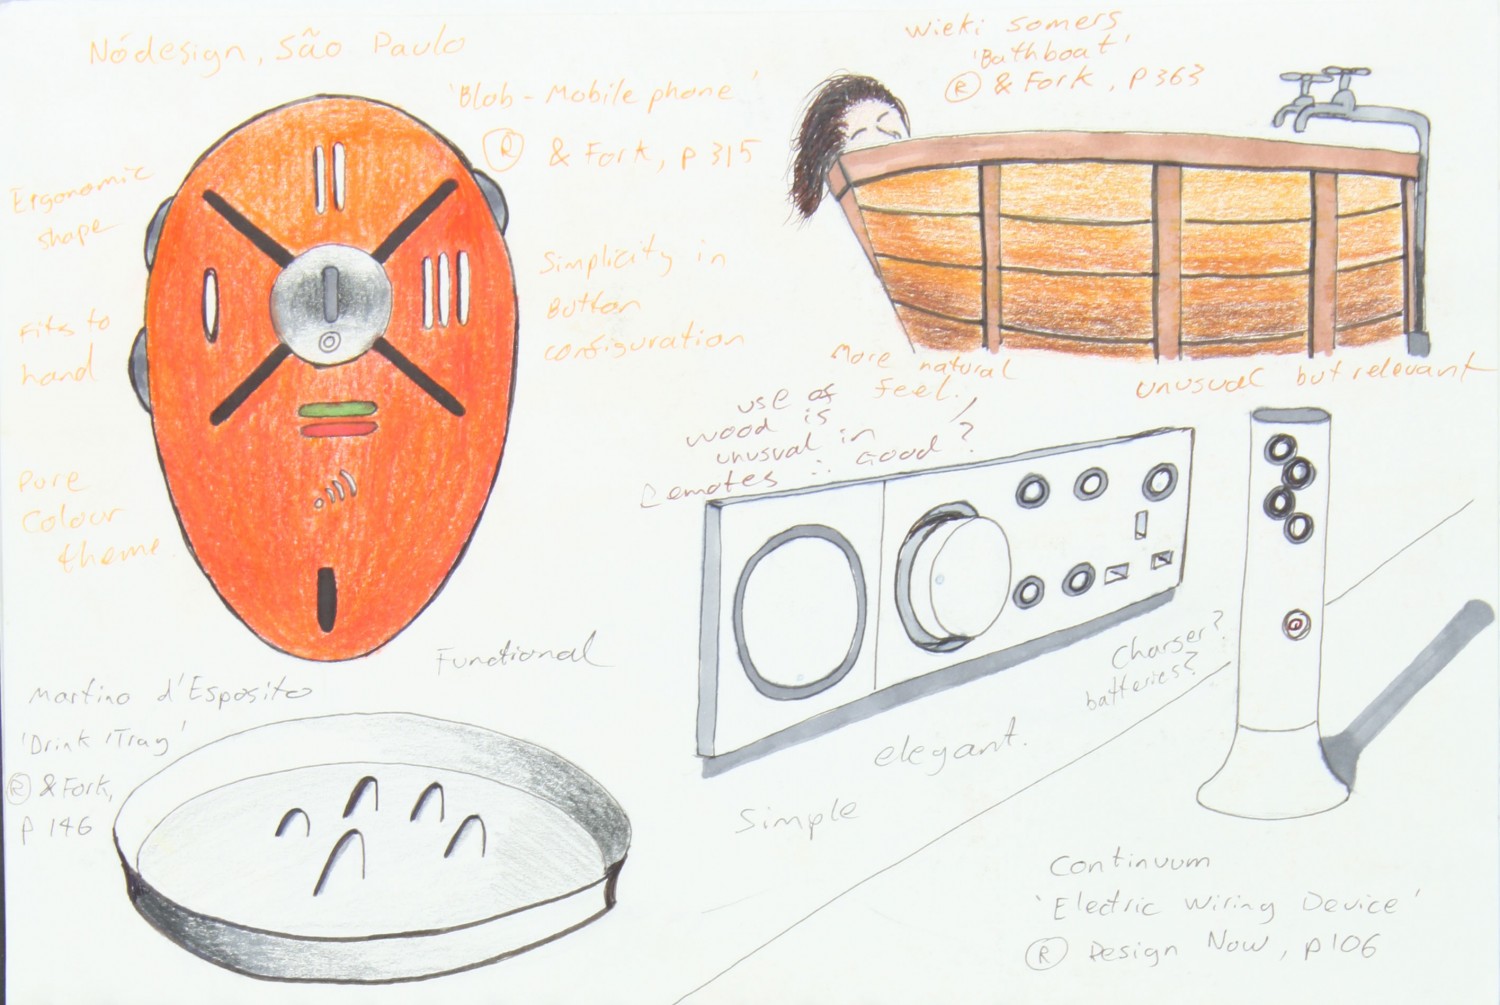 Nódesign, São Paulo
'Blob - Mobile phone'
Ⓡ & Fork, p 315
Ergonomic
shape
Fits to
hand
Pure
Colour
theme.
Simplicity in
Button
configuration
Functional
Wieki Somers
'Bathboat'
Ⓡ & Fork, p 363
More natural
feel.
unusual but relevant
use of
wood is
unusual in
Remotes ∴ Good?
Martino d'Esposito
'Drink/Tray'
Ⓡ & Fork,
p 146
Simple
elegant.
Charger?
batteries?
Continuum
'Electric Wiring Device'
Ⓡ Design Now, p 106